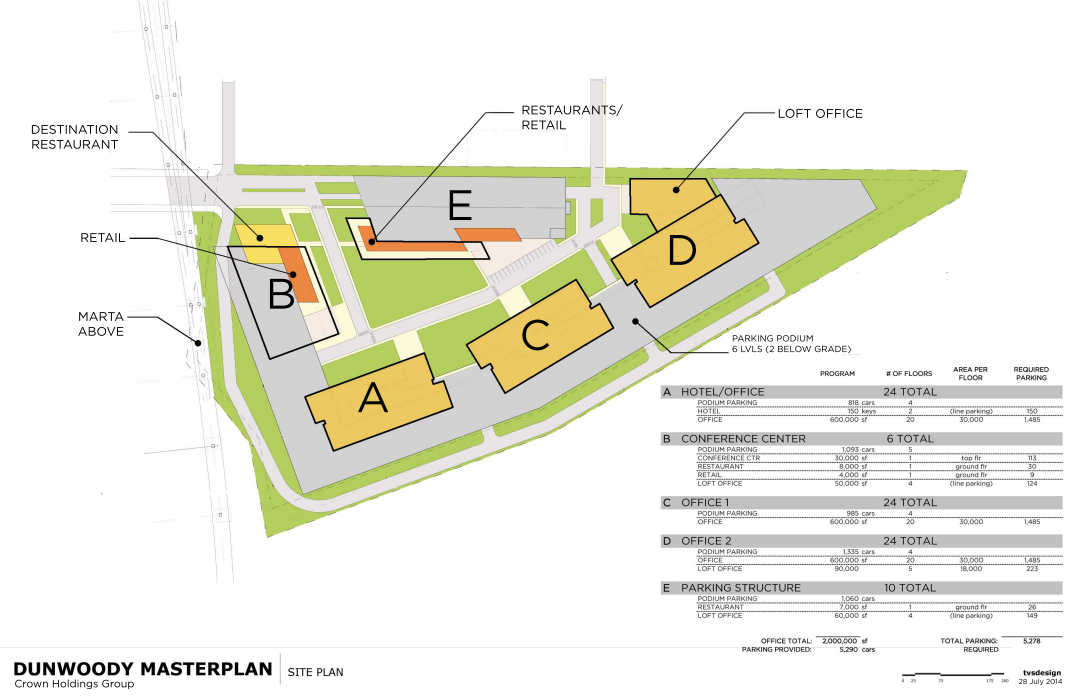 RESTAURANTS/
RETAIL
LOFT OFFICE
DESTINATION
RESTAURANT
E
RETAIL
D
B
MARTA
ABOVE
C
PARKING PODIUM
6 LVLS (2 BELOW GRADE)
A
PROGRAM # OF FLOORS AREA PER FLOOR REQUIRED PARKING
A HOTEL/OFFICE 24 TOTAL
PODIUM PARKING 818 cars 4
HOTEL 150 keys 2 (line parking) 150
OFFICE 600,000 sf 20 30,000 1,485
B CONFERENCE CENTER 6 TOTAL
PODIUM PARKING 1,093 cars 5
CONFERENCE CTR 30,000 sf 1 top flr 113
RESTAURANT 8,000 sf 1 ground flr 30
RETAIL 4,000 sf 1 ground flr 9
LOFT OFFICE 50,000 sf 4 (line parking) 124
C OFFICE 1 24 TOTAL
PODIUM PARKING 985 cars 4
OFFICE 600,000 sf 20 30,000 1,485
D OFFICE 2 24 TOTAL
PODIUM PARKING 1,335 cars 4
OFFICE 600,000 sf 20 30,000 1,485
LOFT OFFICE 90,000 5 18,000 223
E PARKING STRUCTURE 10 TOTAL
PODIUM PARKING 1,060 cars
RESTAURANT 7,000 sf 1 ground flr 26
LOFT OFFICE 60,000 sf 4 (line parking) 149
OFFICE TOTAL: 2,000,000 sf TOTAL PARKING: 5,278
PARKING PROVIDED: 5,290 cars REQUIRED
DUNWOODY MASTERPLAN SITE PLAN
Crown Holdings Group
0 25 75 175 280
tvsdesign
28 July 2014